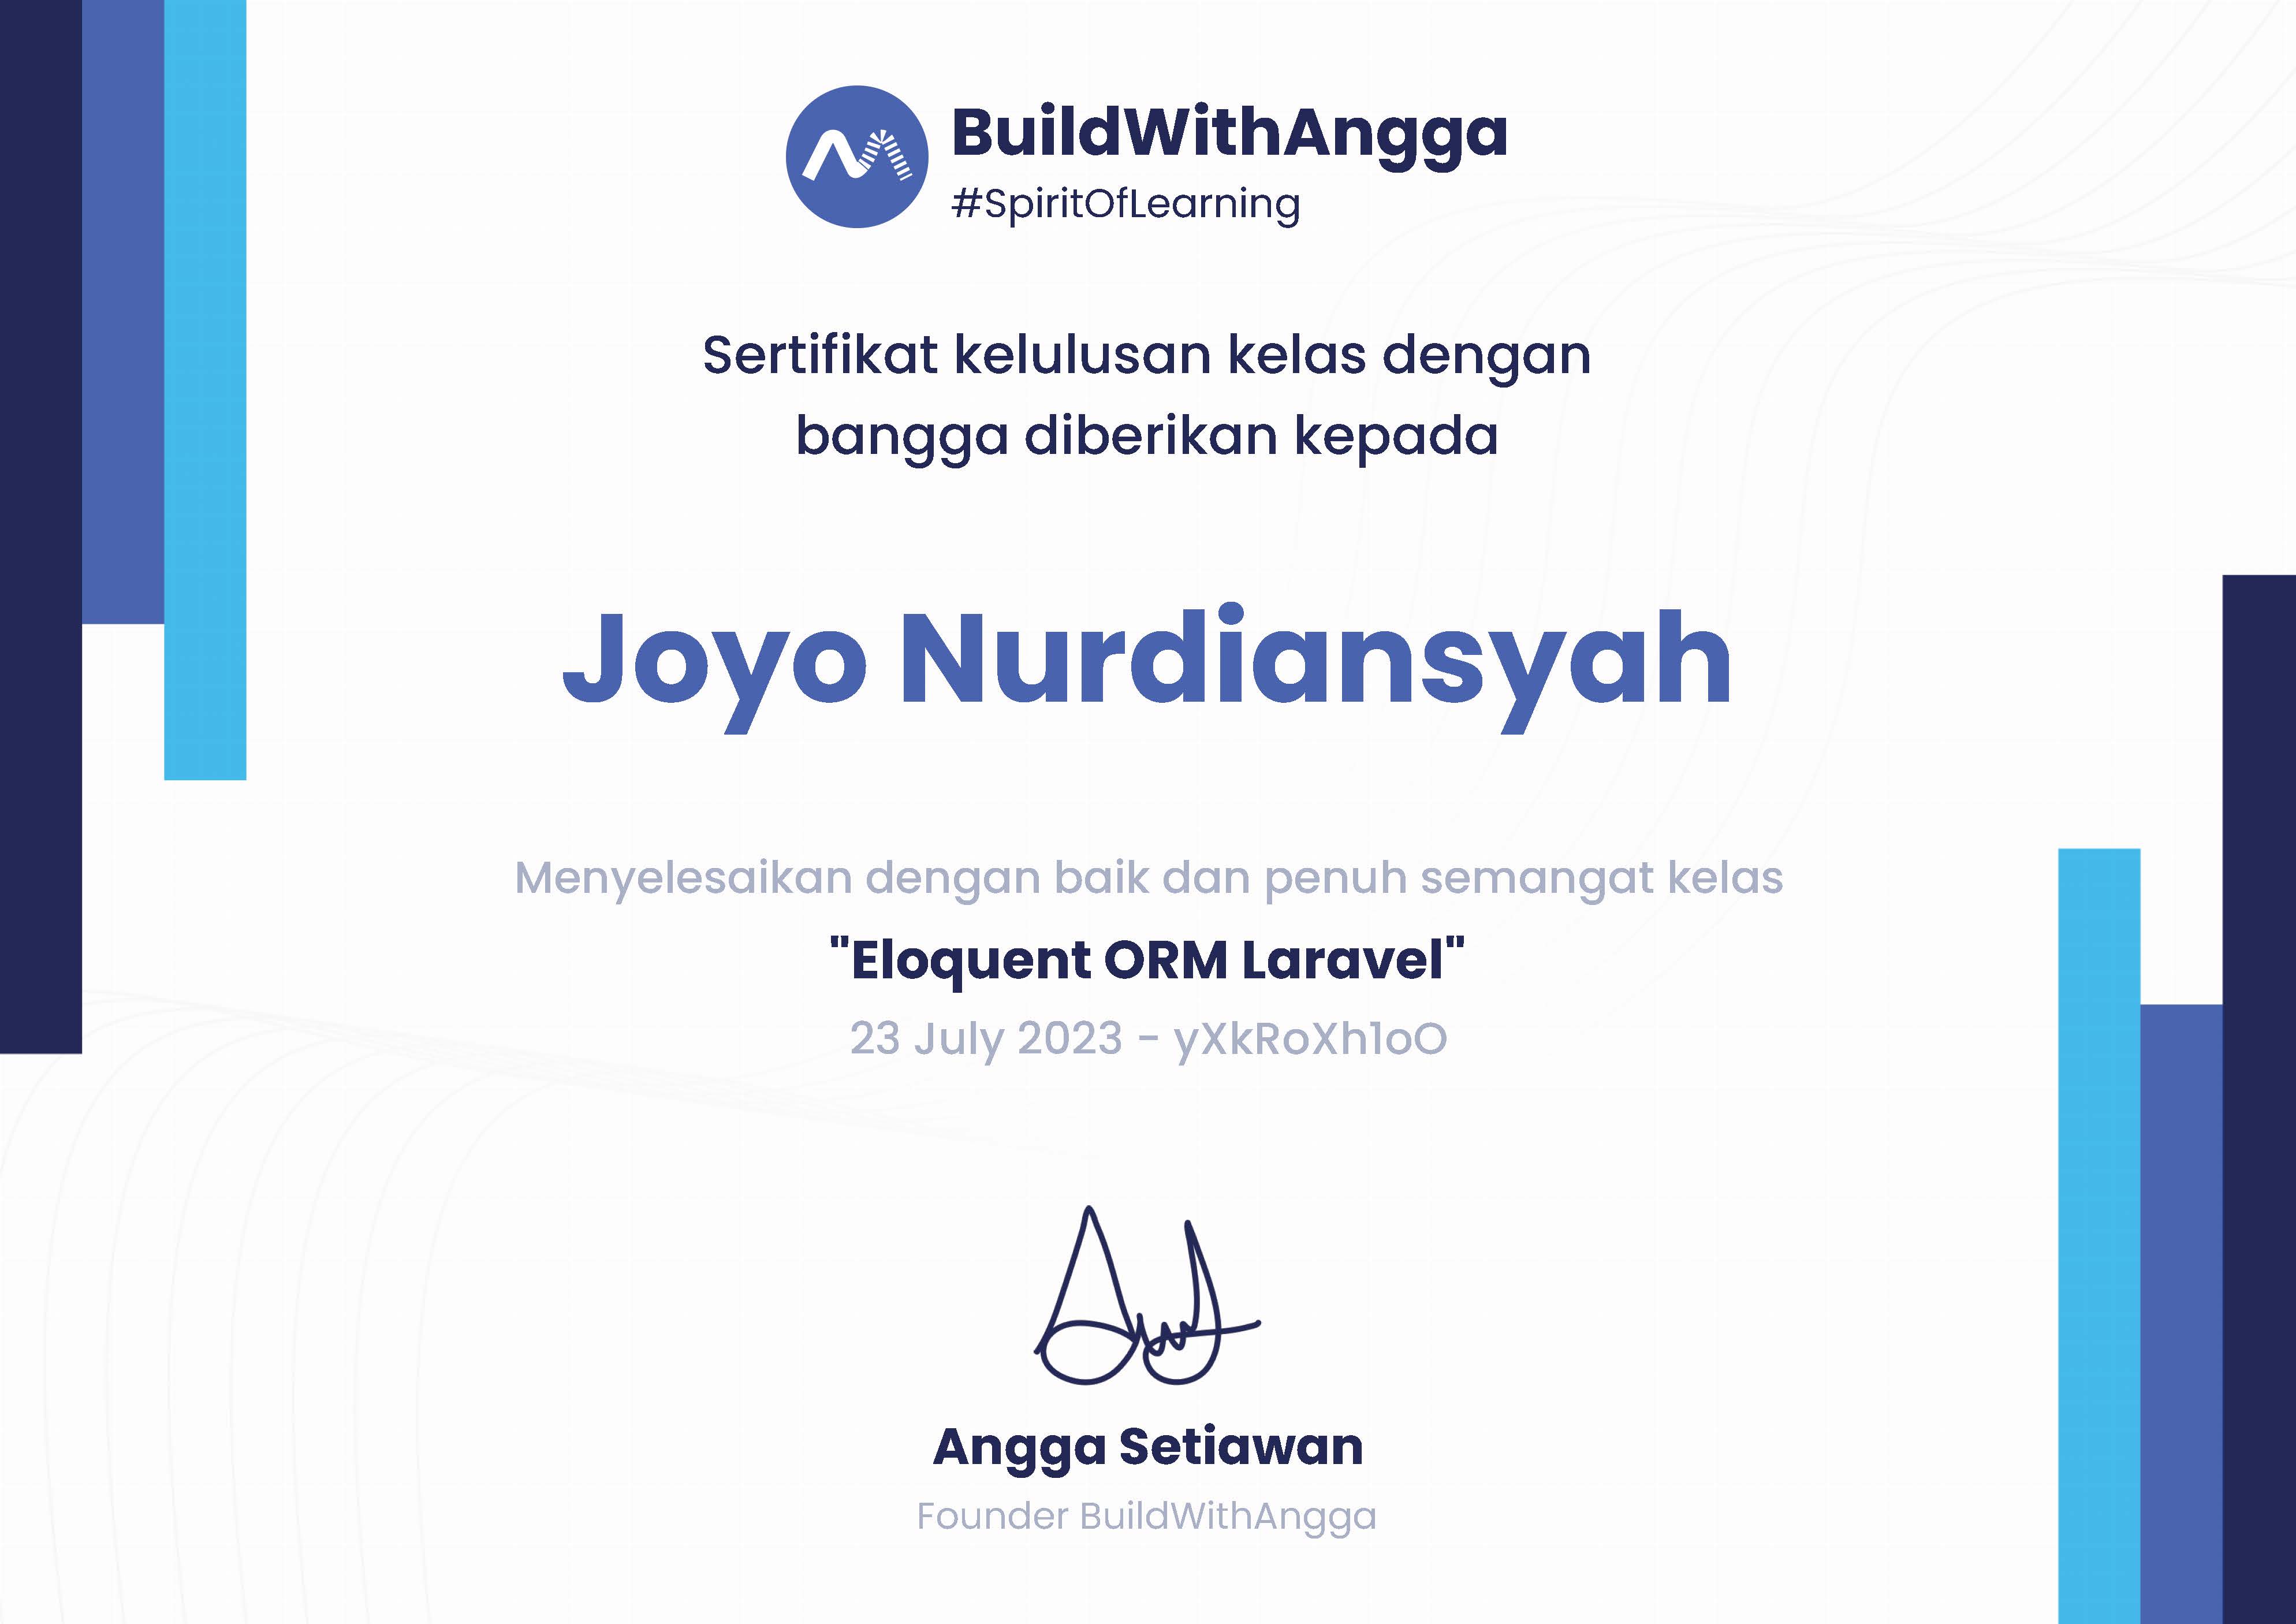 BuildWithAngga
#SpiritOfLearning
Sertifikat kelulusan kelas dengan
bangga diberikan kepada
Joyo Nurdiansyah
Menyelesaikan dengan baik dan penuh semangat kelas
"Eloquent ORM Laravel"
23 July 2023 - yXkRoXh1oO
Angga Setiawan
Founder BuildWithAngga